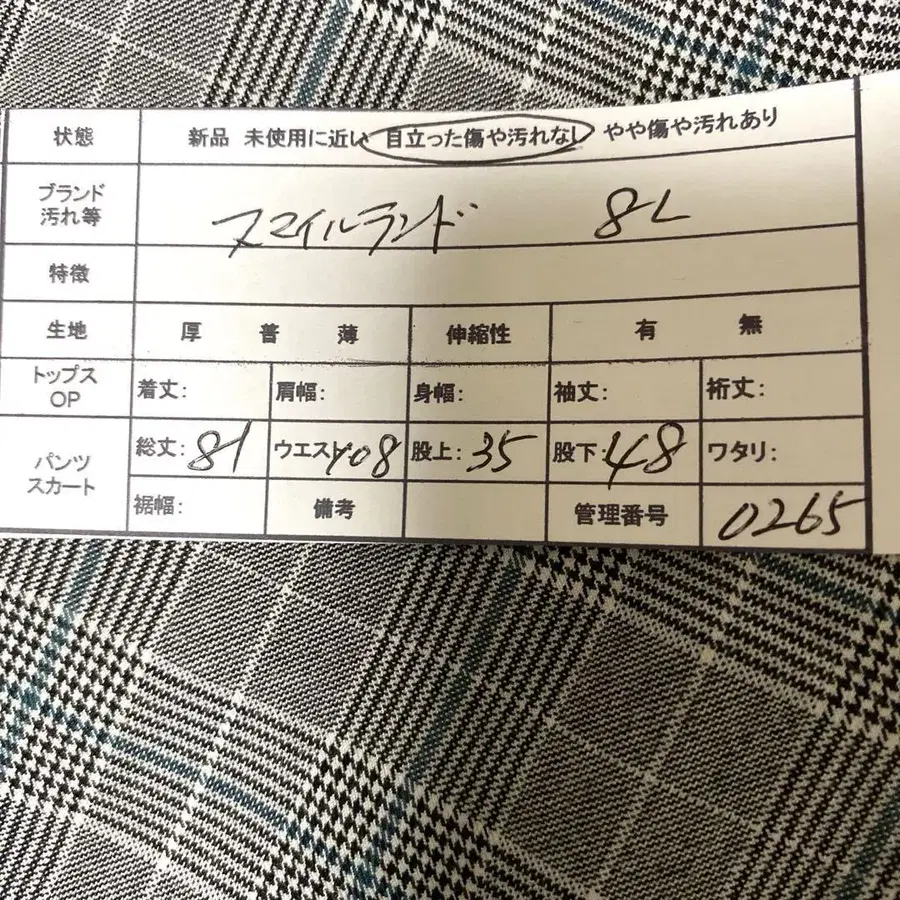 状態 新品 未使用に近い 目立った傷や汚れなし やや傷や汚れあり
ブランド
汚れ等
スマイルランド 8L
特徴
生地 厚 普 薄 伸縮性 有 無
トップス
OP
着丈: 肩幅: 身幅: 袖丈: 裄丈:
パンツ
スカート
総丈:81 ウエスト108 股上:35 股下:48 ワタリ:
裾幅: 備考 管理番号 0265